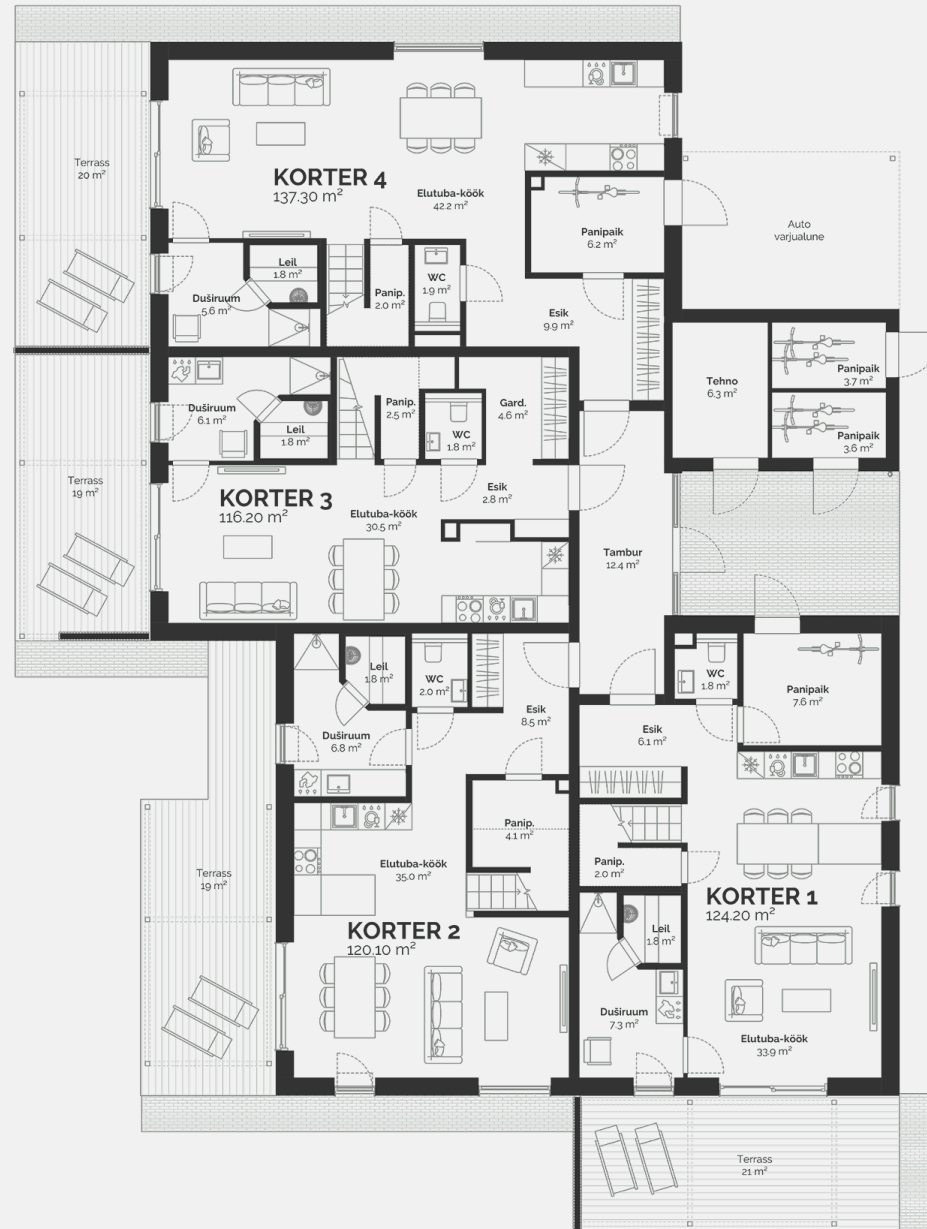 Terrass
20 m²
KORTER 4
137.30 m²
Elutuba-köök
42.2 m²
Panipaik
6.2 m²
Auto
varjualune
Leil
1.8 m²
Duširuum
5.6 m²
Panip.
2.0 m²
WC
1.9 m²
Esik
9.9 m²
Tehno
6.3 m²
Panipaik
3.7 m²
Panipaik
3.6 m²
Duširuum
6.1 m²
Leil
1.8 m²
Panip.
2.5 m²
WC
1.8 m²
Gard.
4.6 m²
Terrass
19 m²
KORTER 3
116.20 m²
Elutuba-köök
30.5 m²
Esik
2.8 m²
Tambur
12.4 m²
Leil
1.8 m²
WC
2.0 m²
Esik
8.5 m²
Duširuum
6.8 m²
WC
1.8 m²
Panipaik
7.6 m²
Esik
6.1 m²
Panip.
4.1 m²
Elutuba-köök
35.0 m²
Terrass
19 m²
KORTER 2
120.10 m²
Panip.
2.0 m²
KORTER 1
124.20 m²
Leil
1.8 m²
Duširuum
7.3 m²
Elutuba-köök
33.9 m²
Terrass
21 m²